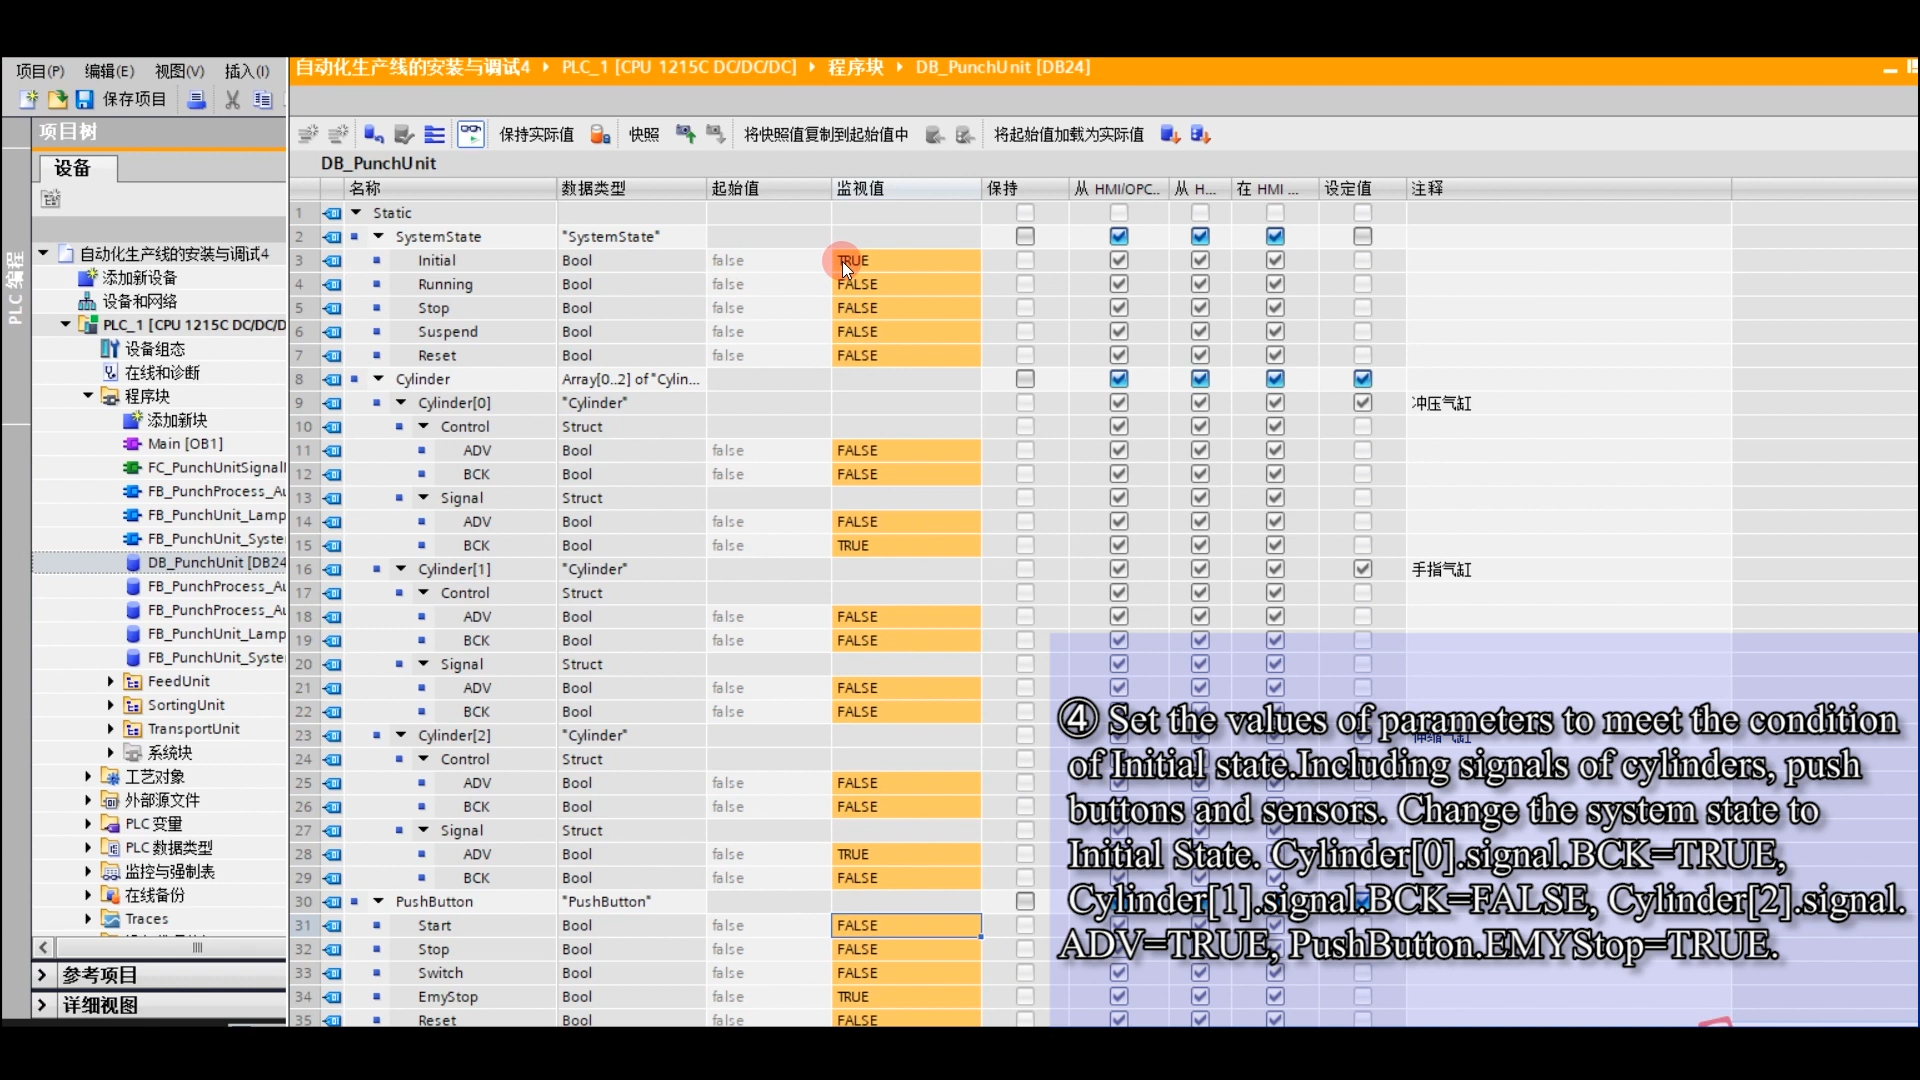 项目(P) 编辑(E) 视图(V) 插入(I)
自动化生产线的安装与调试4 PLC_1 [CPU 1215C DC/DC/DC] 程序块 DB_PunchUnit [DB24]
保存项目
项目树
设备
PLC 编程
自动化生产线的安装与调试4
添加新设备
设备和网络
PLC_1 [CPU 1215C DC/DC/D
设备组态
在线和诊断
程序块
添加新块
Main [OB1]
FC_PunchUnitSignal
FB_PunchProcess_Au
FB_PunchUnit_Lamp
FB_PunchUnit_Syste
DB_PunchUnit [DB24
FB_PunchProcess_Au
FB_PunchProcess_Au
FB_PunchUnit_Lamp
FB_PunchUnit_Syste
FeedUnit
SortingUnit
TransportUnit
系统块
工艺对象
外部源文件
PLC 变量
PLC 数据类型
监控与强制表
在线备份
Traces
参考项目
详细视图
保持实际值 快照 将快照值复制到起始值中 将起始值加载为实际值
DB_PunchUnit
名称 数据类型 起始值 监视值 保持 从 HMI/OPC.. 从 H... 在 HMI ... 设定值 注释
1 Static
2 SystemState "SystemState"
3 Initial Bool false TRUE
4 Running Bool false FALSE
5 Stop Bool false FALSE
6 Suspend Bool false FALSE
7 Reset Bool false FALSE
8 Cylinder Array[0..2] of "Cylin...
9 Cylinder[0] "Cylinder" 冲压气缸
10 Control Struct
11 ADV Bool false FALSE
12 BCK Bool false FALSE
13 Signal Struct
14 ADV Bool false FALSE
15 BCK Bool false TRUE
16 Cylinder[1] "Cylinder" 手指气缸
17 Control Struct
18 ADV Bool false FALSE
19 BCK Bool false FALSE
20 Signal Struct
21 ADV Bool false FALSE
22 BCK Bool false FALSE
23 Cylinder[2] "Cylinder" 伸缩气缸
24 Control Struct
25 ADV Bool false FALSE
26 BCK Bool false FALSE
27 Signal Struct
28 ADV Bool false TRUE
29 BCK Bool false FALSE
30 PushButton "PushButton"
31 Start Bool false FALSE
32 Stop Bool false FALSE
33 Switch Bool false FALSE
34 EmyStop Bool false TRUE
35 Reset Bool false FALSE
④ Set the values of parameters to meet the condition
of Initial state.Including signals of cylinders, push
buttons and sensors. Change the system state to
Initial State. Cylinder[0].signal.BCK=TRUE,
Cylinder[1].signal.BCK=FALSE, Cylinder[2].signal.
ADV=TRUE, PushButton.EMYStop=TRUE.